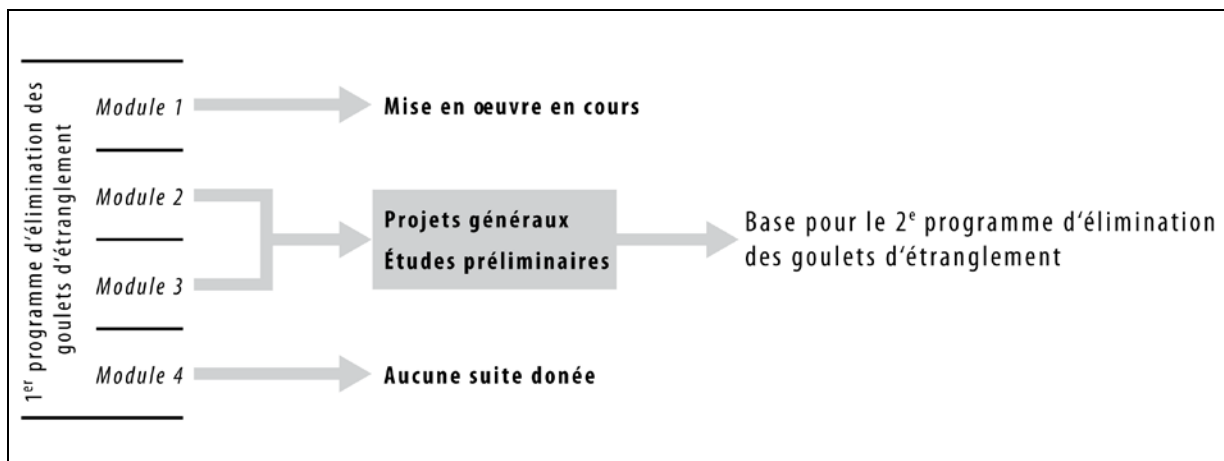 1er programme d'élimination des
goulets d'étranglement
Module 1
Mise en œuvre en cours
Module 2
Module 3
Projets généraux
Études préliminaires
Base pour le 2e programme d'élimination
des goulets d'étranglement
Module 4
Aucune suite donée